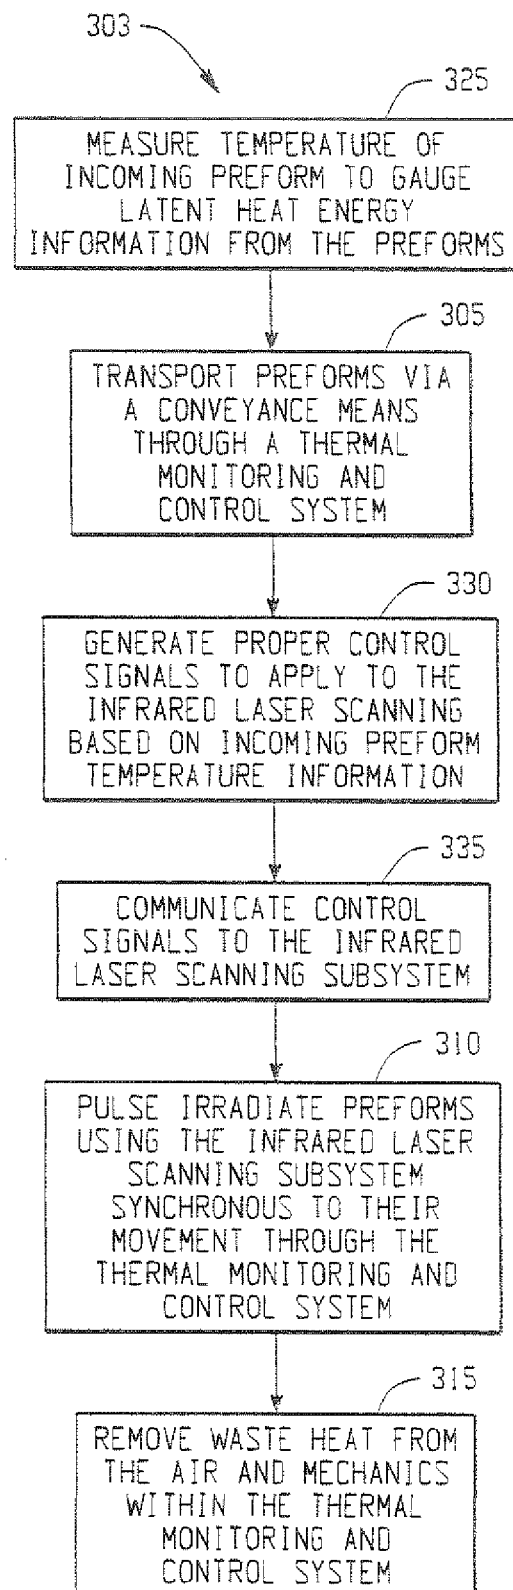 303
325
MEASURE TEMPERATURE OF
INCOMING PREFORM TO GAUGE
LATENT HEAT ENERGY
INFORMATION FROM THE PREFORMS
305
TRANSPORT PREFORMS VIA
A CONVEYANCE MEANS
THROUGH A THERMAL
MONITORING AND
CONTROL SYSTEM
330
GENERATE PROPER CONTROL
SIGNALS TO APPLY TO THE
INFRARED LASER SCANNING
BASED ON INCOMING PREFORM
TEMPERATURE INFORMATION
335
COMMUNICATE CONTROL
SIGNALS TO THE INFRARED
LASER SCANNING SUBSYSTEM
310
PULSE IRRADIATE PREFORMS
USING THE INFRARED LASER
SCANNING SUBSYSTEM
SYNCHRONOUS TO THEIR
MOVEMENT THROUGH THE
THERMAL MONITORING AND
CONTROL SYSTEM
315
REMOVE WASTE HEAT FROM
THE AIR AND MECHANICS
WITHIN THE THERMAL
MONITORING AND
CONTROL SYSTEM